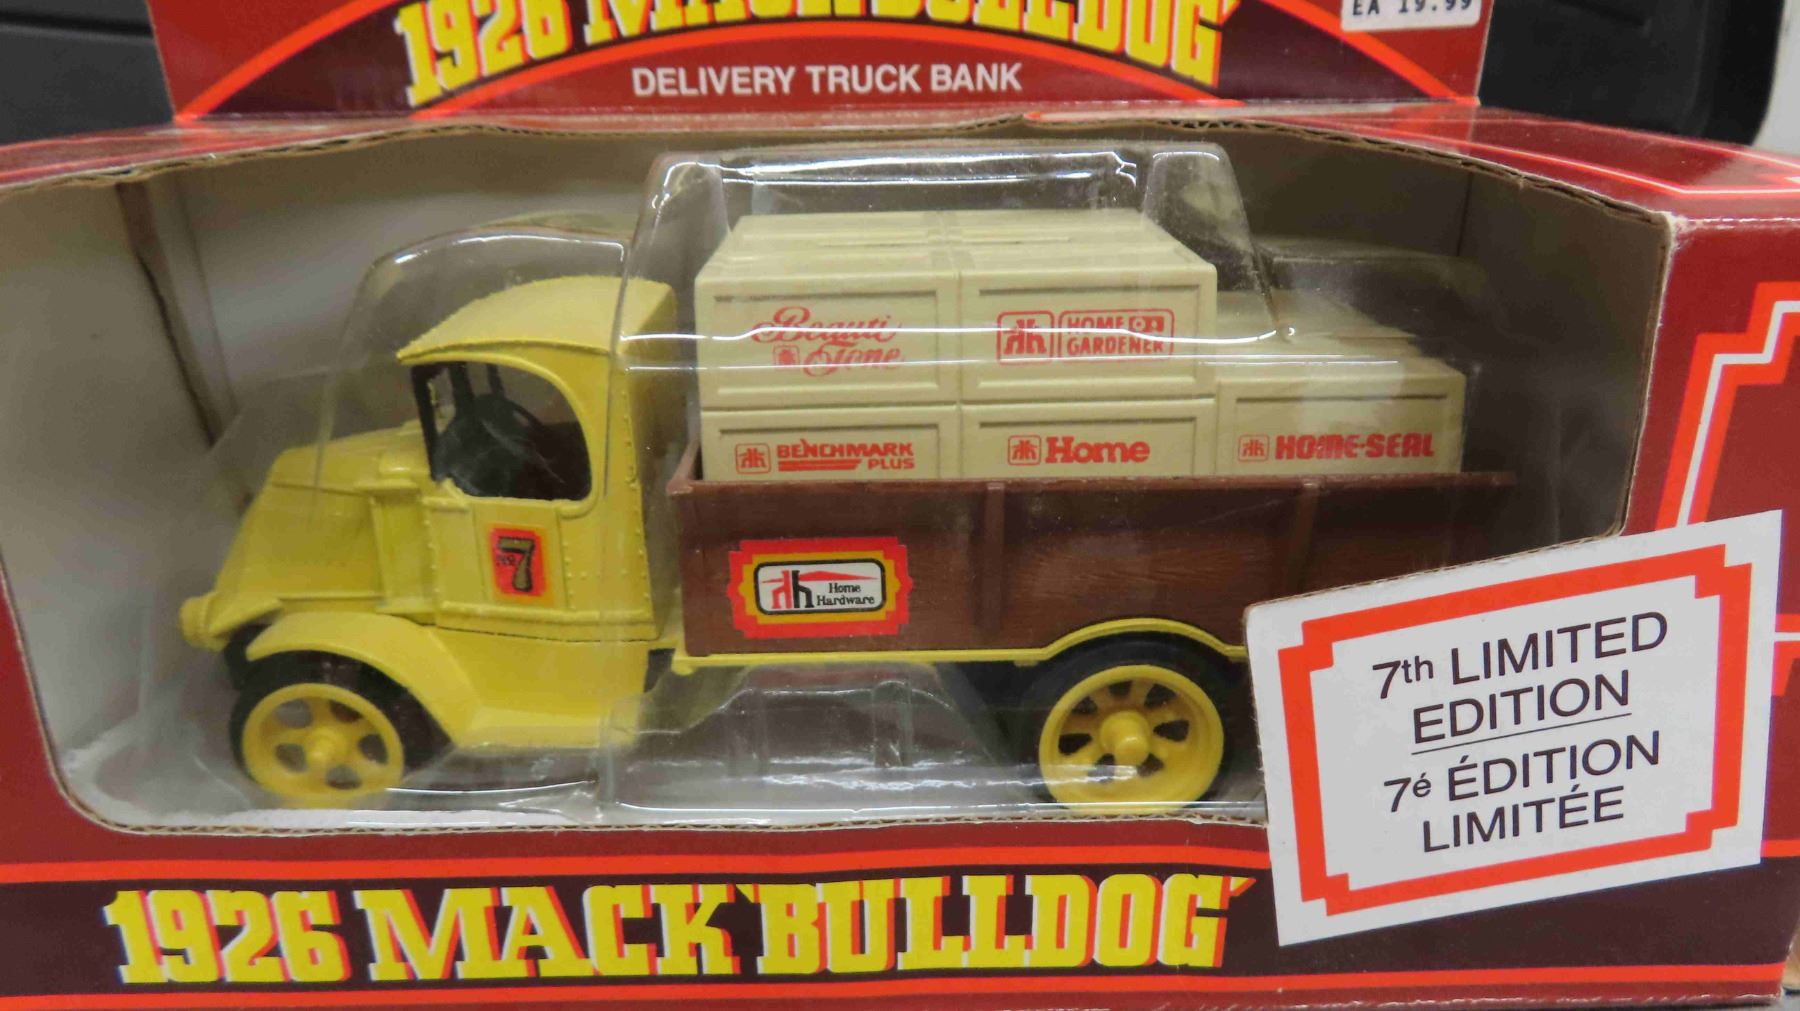 EA 19.99
1926 MACK 'BULLDOG'
DELIVERY TRUCK BANK
Beauti
Tone
HOME
GARDENER
BENCHMARK
PLUS
Home
HOME-SEAL
No 7
Home
Hardware
7th LIMITED
EDITION
7é ÉDITION
LIMITÉE
1926 MACK 'BULLDOG'